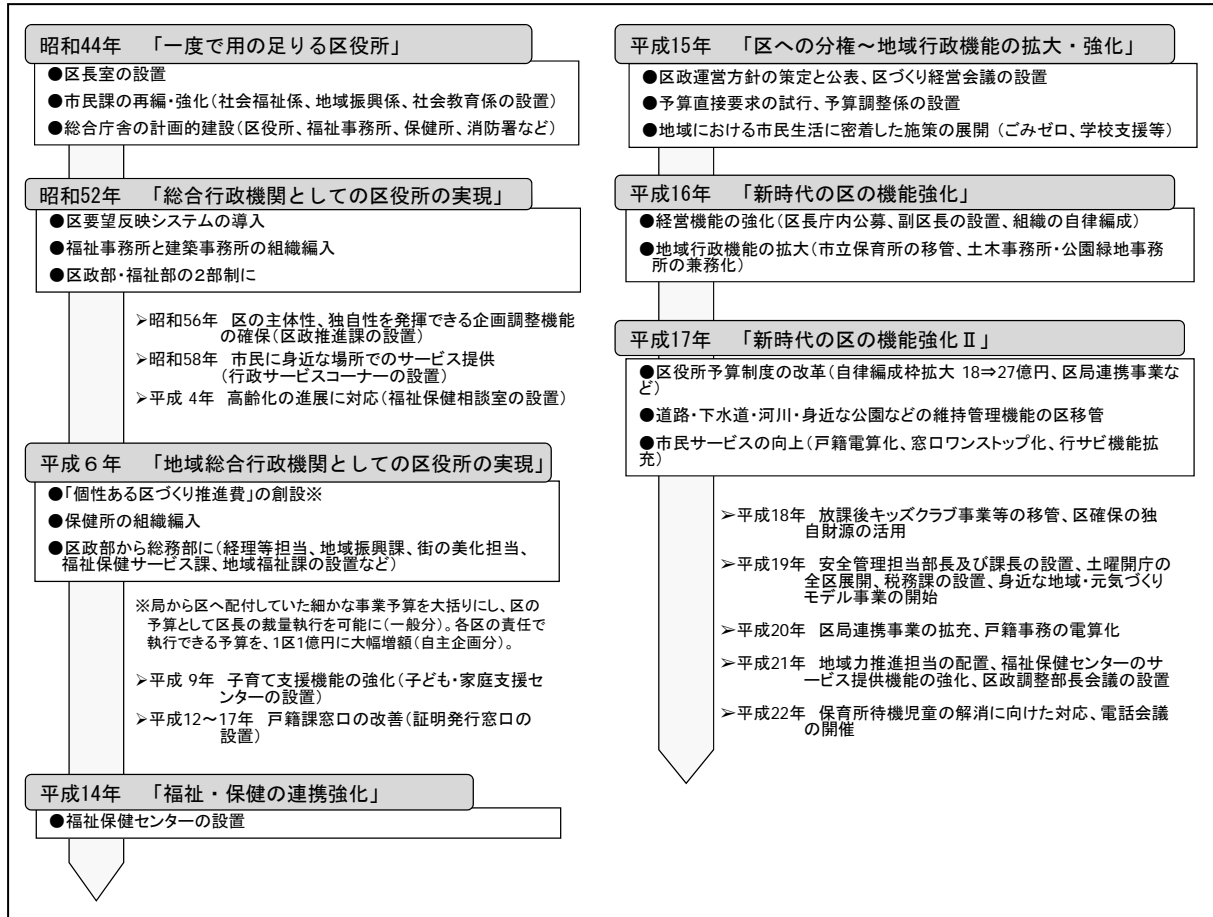 昭和44年　「一度で用の足りる区役所」
●区長室の設置
●市民課の再編・強化(社会福祉係、地域振興係、社会教育係の設置)
●総合庁舎の計画的建設(区役所、福祉事務所、保健所、消防署など)
昭和52年　「総合行政機関としての区役所の実現」
●区要望反映システムの導入
●福祉事務所と建築事務所の組織編入
●区政部・福祉部の2部制に
➢昭和56年　区の主体性、独自性を発揮できる企画調整機能
の確保(区政推進課の設置)
➢昭和58年　市民に身近な場所でのサービス提供
(行政サービスコーナーの設置)
➢平成 4年　高齢化の進展に対応(福祉保健相談室の設置)
平成６年　「地域総合行政機関としての区役所の実現」
●「個性ある区づくり推進費」の創設※
●保健所の組織編入
●区政部から総務部に(経理等担当、地域振興課、街の美化担当、
福祉保健サービス課、地域福祉課の設置など)
※局から区へ配付していた細かな事業予算を大括りにし、区の
予算として区長の裁量執行を可能に(一般分)。各区の責任で
執行できる予算を、1区1億円に大幅増額(自主企画分)。
➢平成 9年　子育て支援機能の強化(子ども・家庭支援セ
ンターの設置)
➢平成12～17年　戸籍課窓口の改善(証明発行窓口の
設置)
平成14年　「福祉・保健の連携強化」
●福祉保健センターの設置
平成15年　「区への分権～地域行政機能の拡大・強化」
●区政運営方針の策定と公表、区づくり経営会議の設置
●予算直接要求の試行、予算調整係の設置
●地域における市民生活に密着した施策の展開 (ごみゼロ、学校支援等)
平成16年　「新時代の区の機能強化」
●経営機能の強化(区長庁内公募、副区長の設置、組織の自律編成)
●地域行政機能の拡大(市立保育所の移管、土木事務所・公園緑地事務
所の兼務化)
平成17年　「新時代の区の機能強化Ⅱ」
●区役所予算制度の改革(自律編成枠拡大 18⇒27億円、区局連携事業な
ど)
●道路・下水道・河川・身近な公園などの維持管理機能の区移管
●市民サービスの向上(戸籍電算化、窓口ワンストップ化、行サビ機能拡
充)
➢平成18年　放課後キッズクラブ事業等の移管、区確保の独
自財源の活用
➢平成19年　安全管理担当部長及び課長の設置、土曜開庁の
全区展開、税務課の設置、身近な地域・元気づくり
モデル事業の開始
➢平成20年　区局連携事業の拡充、戸籍事務の電算化
➢平成21年　地域力推進担当の配置、福祉保健センターのサ
ービス提供機能の強化、区政調整部長会議の設置
➢平成22年　保育所待機児童の解消に向けた対応、電話会議
の開催